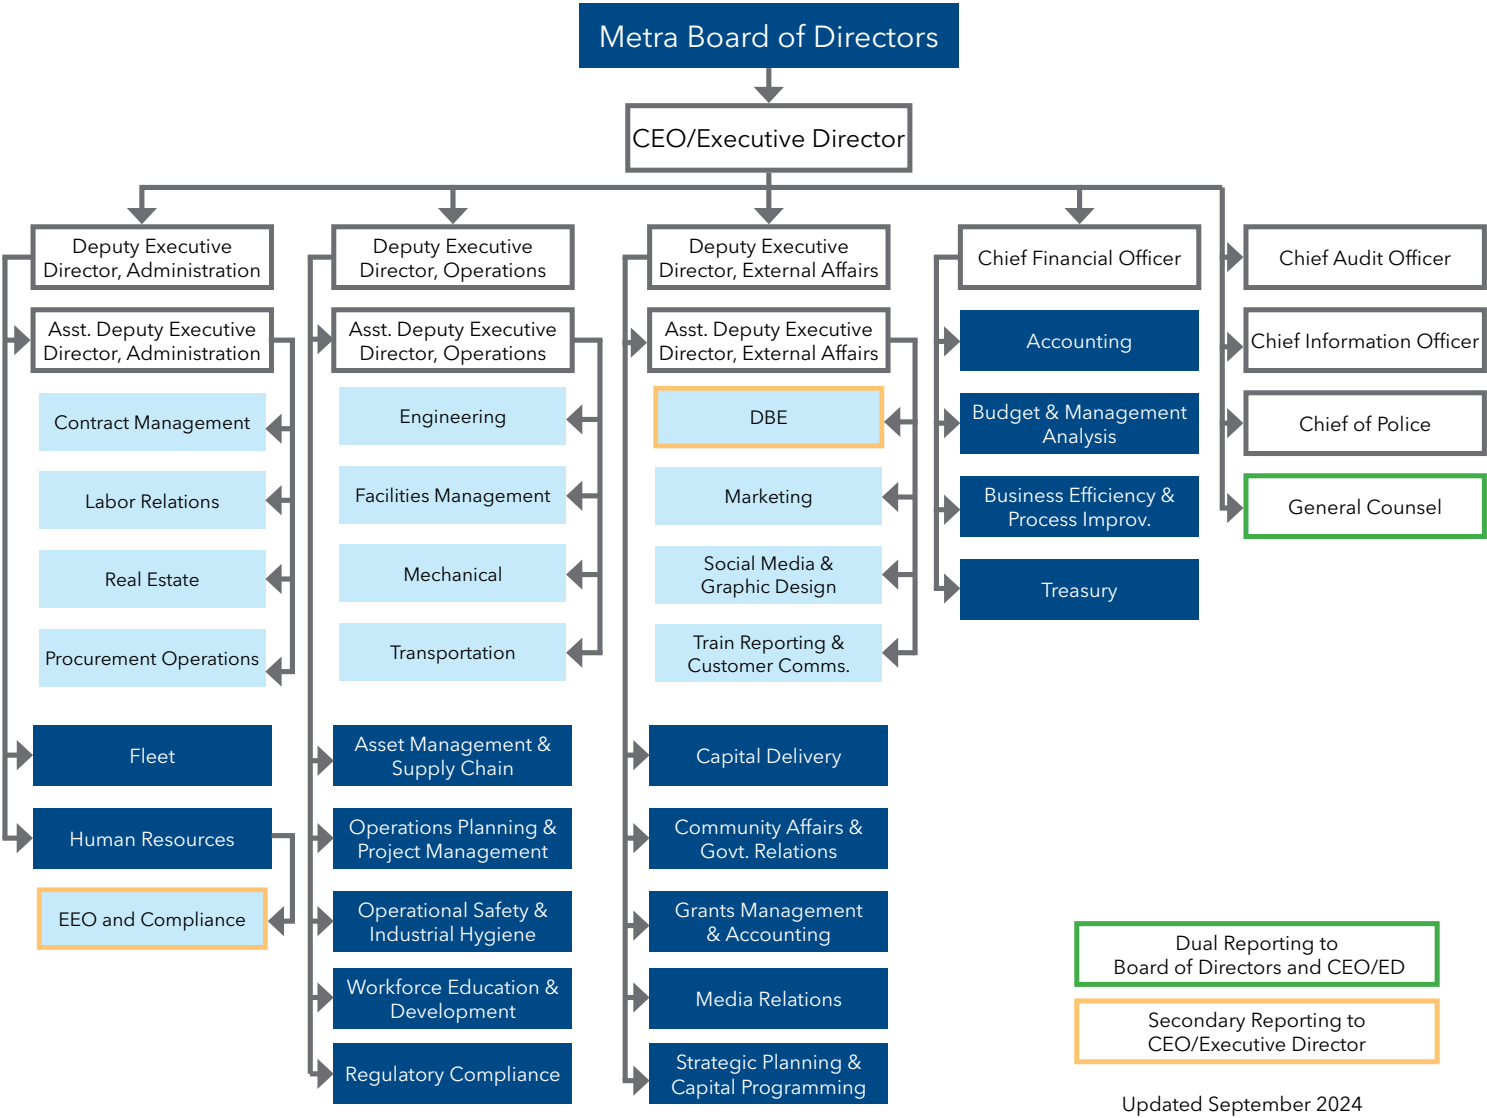 Metra Board of Directors
CEO/Executive Director
Deputy Executive
Director, Administration
Asst. Deputy Executive
Director, Administration
Contract Management
Labor Relations
Real Estate
Procurement Operations
Fleet
Human Resources
EEO and Compliance
Deputy Executive
Director, Operations
Asst. Deputy Executive
Director, Operations
Engineering
Facilities Management
Mechanical
Transportation
Asset Management &
Supply Chain
Operations Planning &
Project Management
Operational Safety &
Industrial Hygiene
Workforce Education &
Development
Regulatory Compliance
Deputy Executive
Director, External Affairs
Asst. Deputy Executive
Director, External Affairs
DBE
Marketing
Social Media &
Graphic Design
Train Reporting &
Customer Comms.
Capital Delivery
Community Affairs &
Govt. Relations
Grants Management
& Accounting
Media Relations
Strategic Planning &
Capital Programming
Chief Financial Officer
Accounting
Budget & Management
Analysis
Business Efficiency &
Process Improv.
Treasury
Chief Audit Officer
Chief Information Officer
Chief of Police
General Counsel
Dual Reporting to
Board of Directors and CEO/ED
Secondary Reporting to
CEO/Executive Director
Updated September 2024